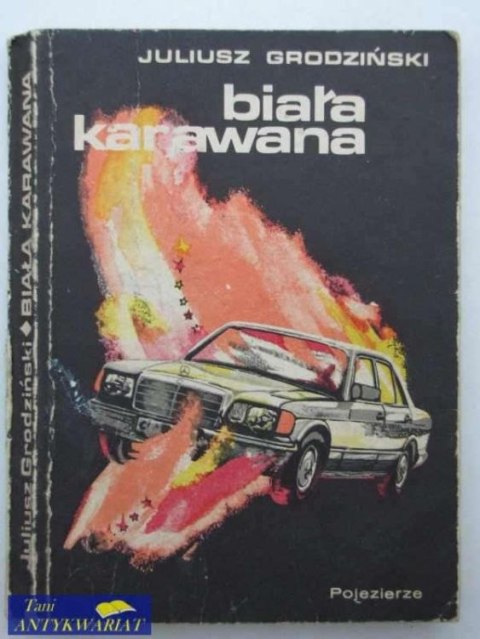 JULIUSZ GRODZIŃSKI
biała
karawana
Juliusz Grodziński ◆ BIAŁA KARAWANA
Pojezierze
Tani
ANTYKWARIAT